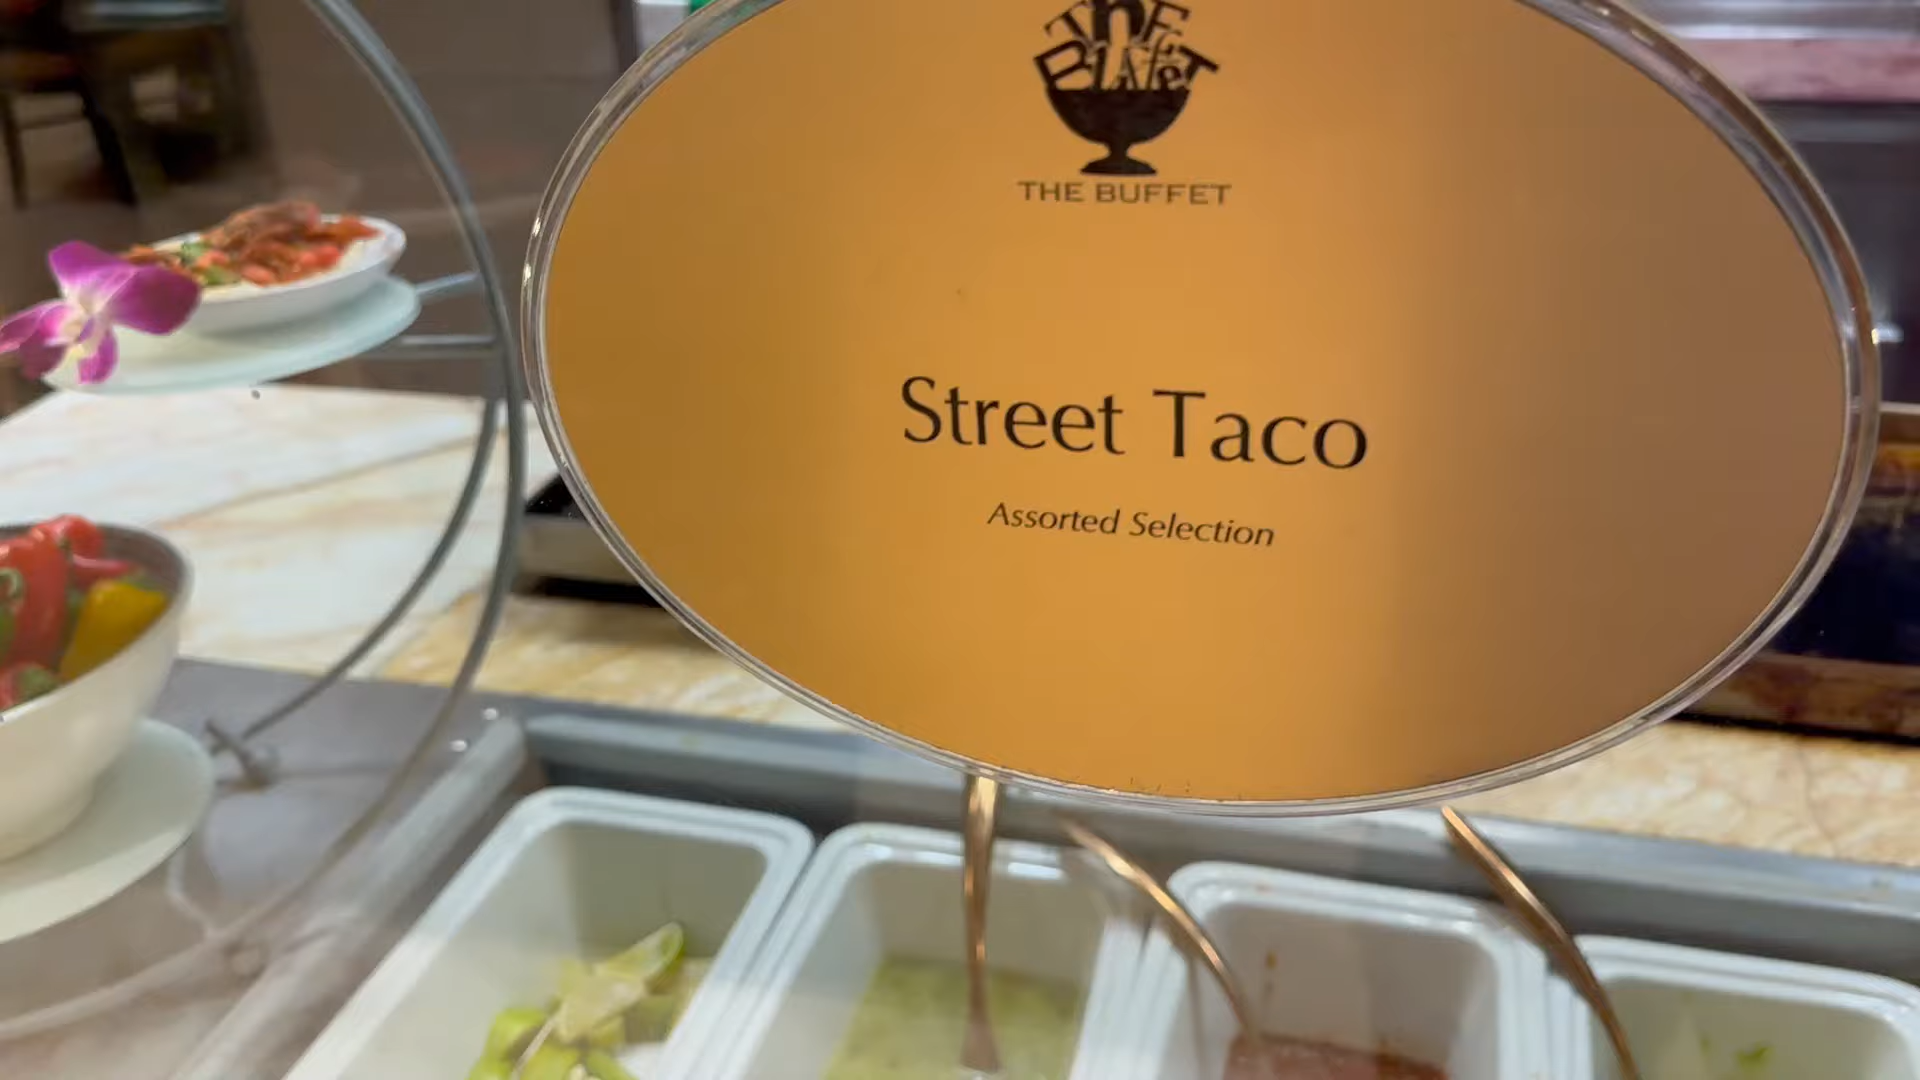 The
Buffet
THE BUFFET
Street Taco
Assorted Selection